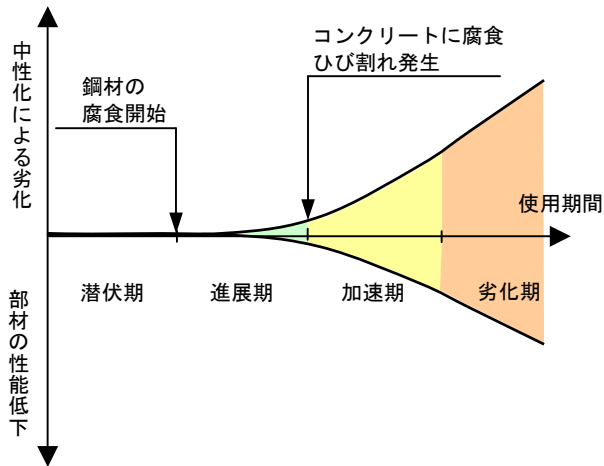 中性化による劣化
鋼材の
腐食開始
コンクリートに腐食
ひび割れ発生
使用期間
潜伏期
進展期
加速期
劣化期
部材の性能低下